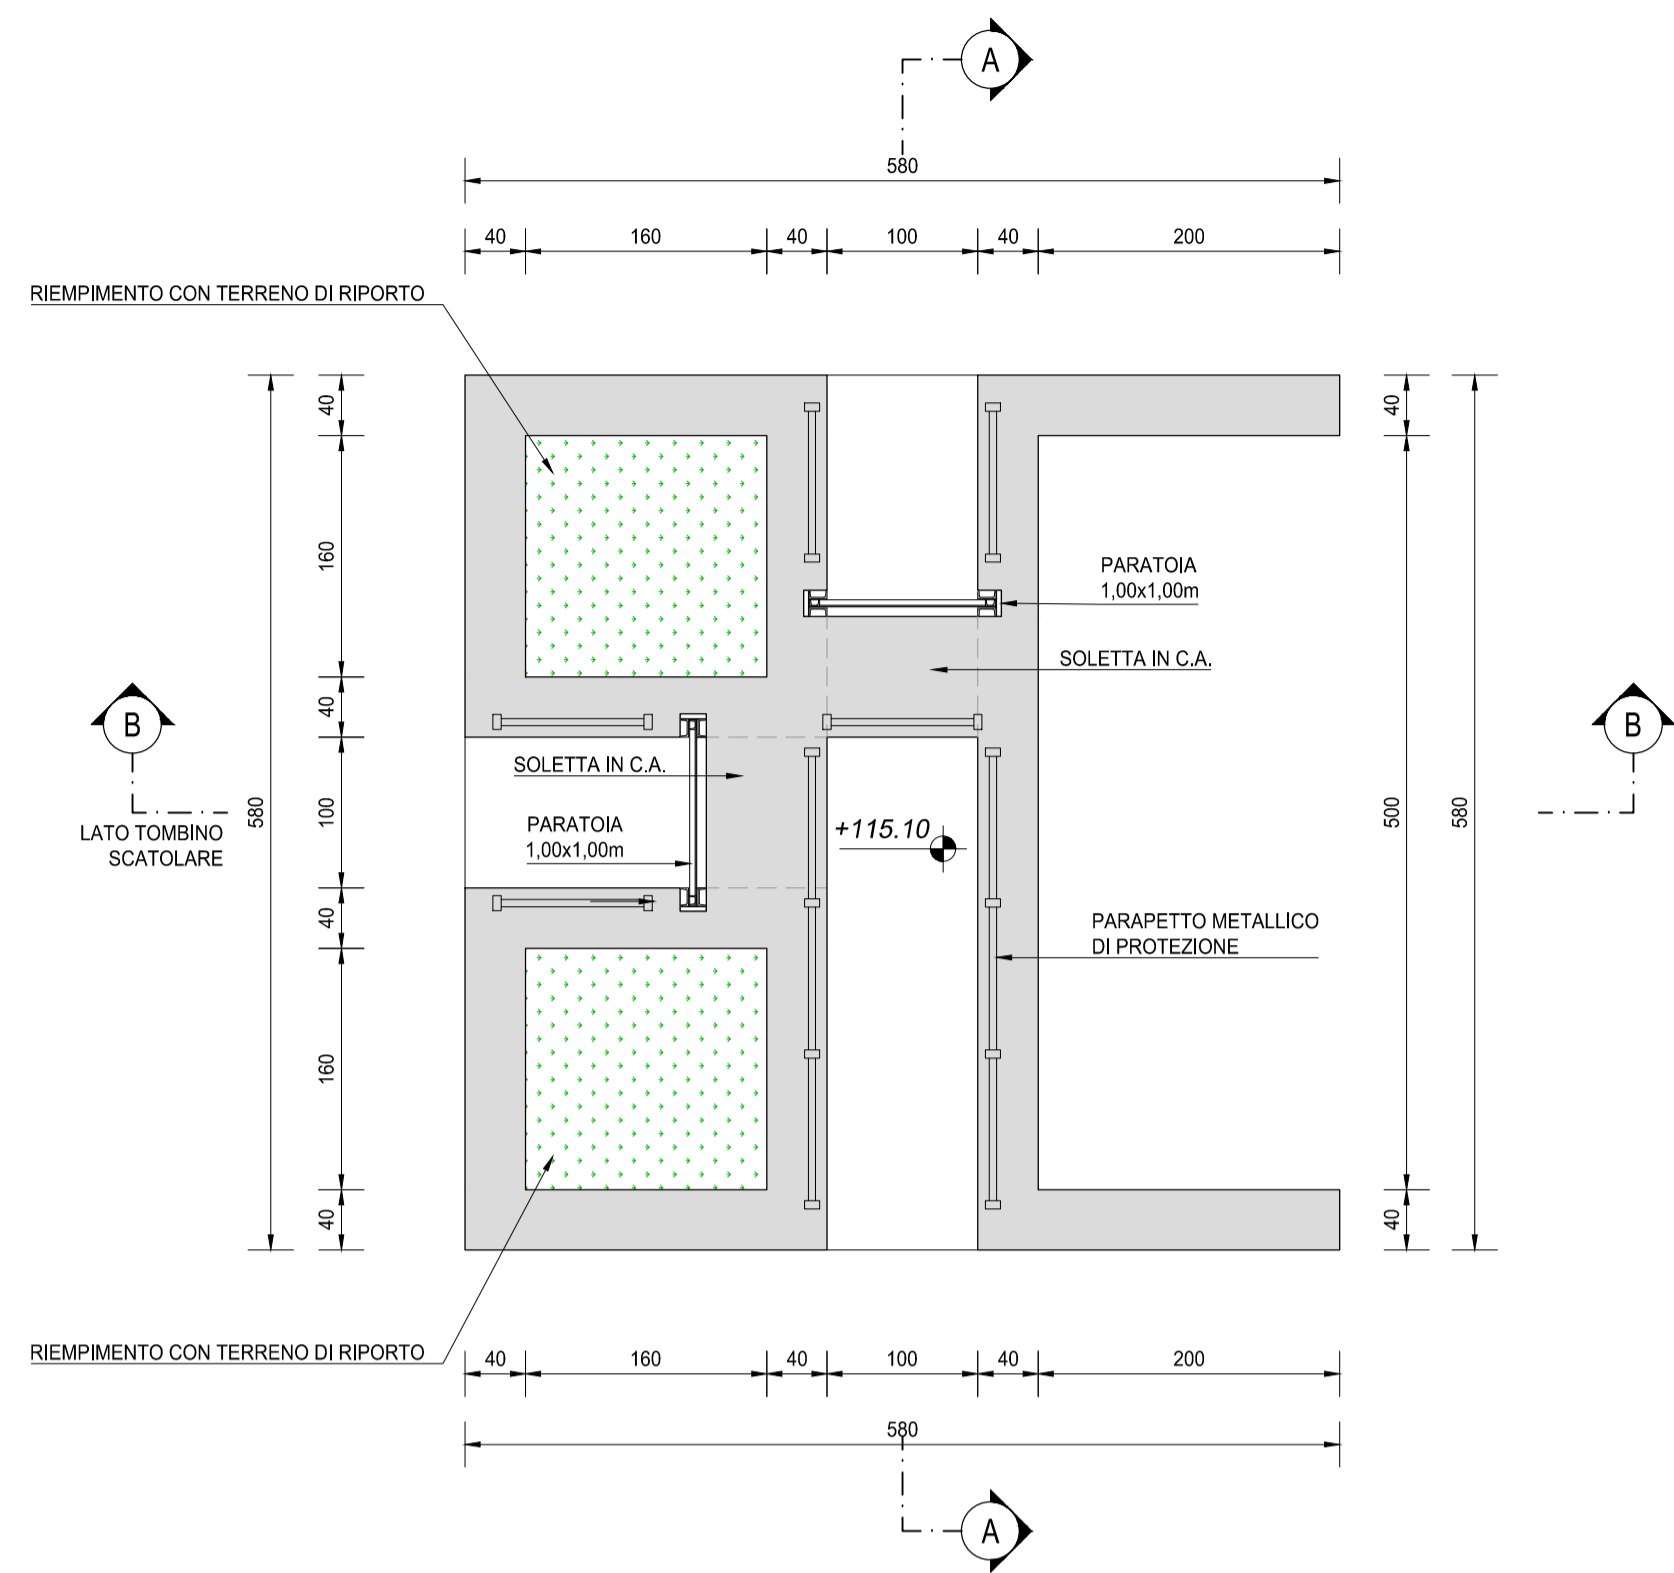 A
580
40 160 40 100 40 200
RIEMPIMENTO CON TERRENO DI RIPORTO
40
40
160
PARATOIA
1,00x1,00m
SOLETTA IN C.A.
40
B
B
SOLETTA IN C.A.
580
100
500
580
LATO TOMBINO
SCATOLARE
PARATOIA
1,00x1,00m
+115.10
40
PARAPETTO METALLICO
DI PROTEZIONE
160
40
40
RIEMPIMENTO CON TERRENO DI RIPORTO
40 160 40 100 40 200
580
A